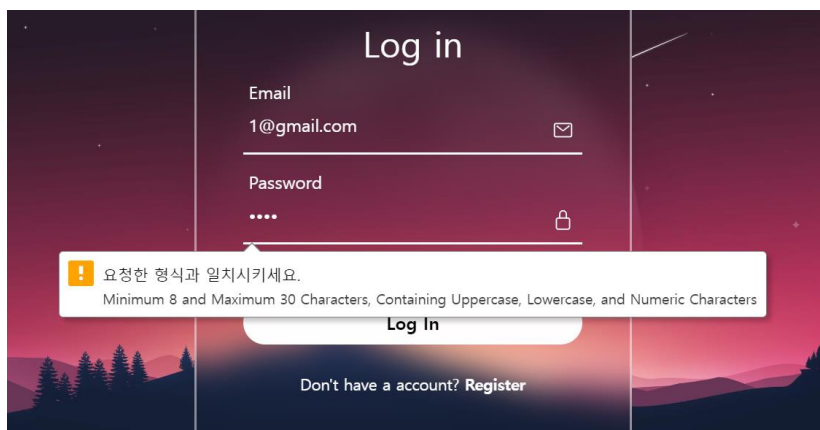 Log in
Email
1@gmail.com
Password
••••
요청한 형식과 일치시키세요.
Minimum 8 and Maximum 30 Characters, Containing Uppercase, Lowercase, and Numeric Characters
Log In
Don't have a account? Register